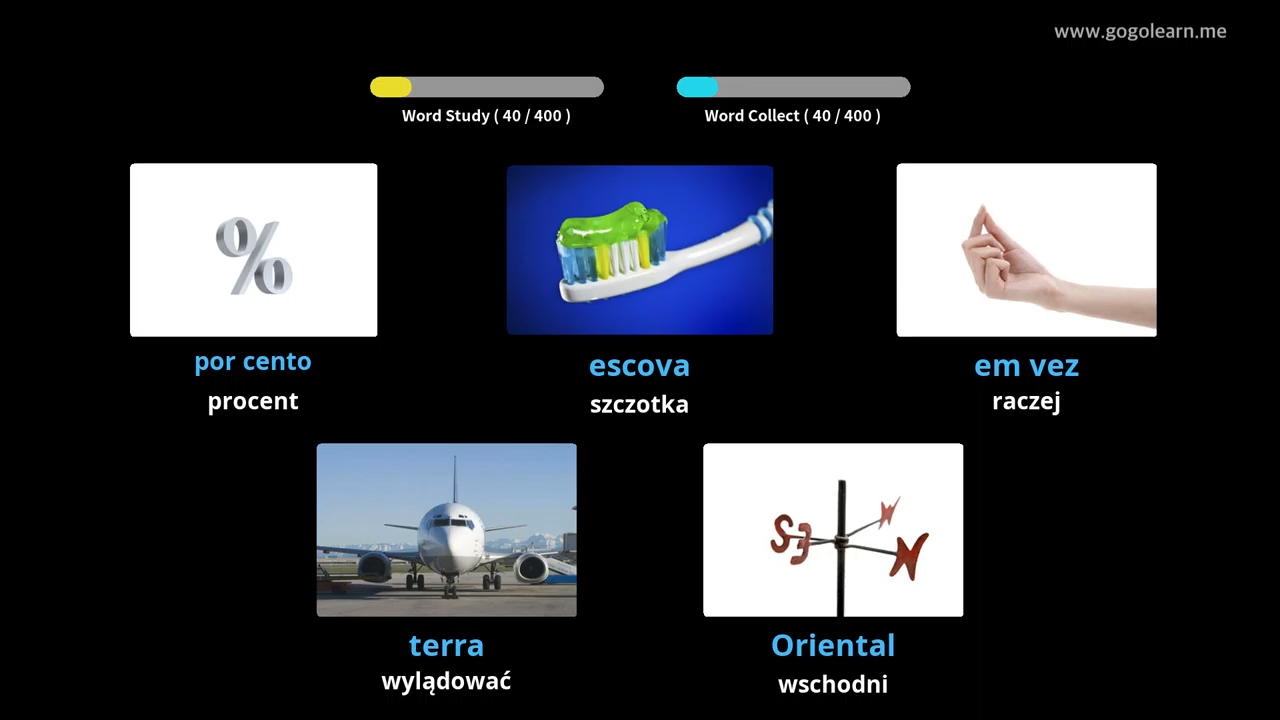 www.gogolearn.me
Word Study ( 40 / 400 )
Word Collect ( 40 / 400 )
%
por cento
procent
escova
szczotka
em vez
raczej
S E N N
terra
wylądować
Oriental
wschodni